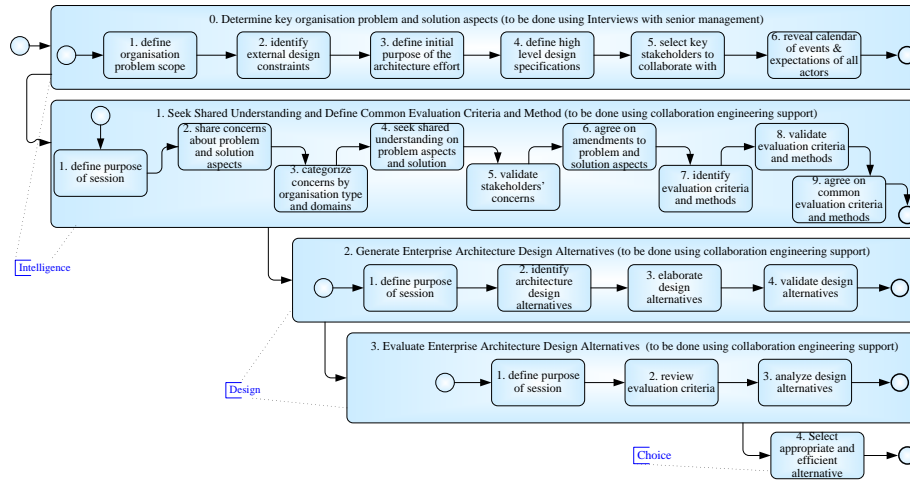 0. Determine key organisation problem and solution aspects (to be done using Interviews with senior management)
1. define
organisation
problem scope
2. identify
external design
constraints
3. define initial
purpose of the
architecture effort
4. define high
level design
specifications
5. select key
stakeholders to
collaborate with
6. reveal calendar
of events &
expectations of all
actors
1. Seek Shared Understanding and Define Common Evaluation Criteria and Method (to be done using collaboration engineering support)
1. define purpose
of session
2. share concerns
about problem
and solution
aspects
3. categorize
concerns by
organisation type
and domains
4. seek shared
understanding on
problem aspects
and solution
5. validate
stakeholders'
concerns
6. agree on
amendments to
problem and
solution aspects
7. identify
evaluation criteria
and methods
8. validate
evaluation criteria
and methods
9. agree on
common
evaluation criteria
and methods
Intelligence
2. Generate Enterprise Architecture Design Alternatives (to be done using collaboration engineering support)
1. define purpose
of session
2. identify
architecture
design
alternatives
3. elaborate
design
alternatives
4. validate design
alternatives
3. Evaluate Enterprise Architecture Design Alternatives (to be done using collaboration engineering support)
1. define purpose
of session
2. review
evaluation criteria
3. analyze design
alternatives
Design
4. Select
appropriate and
efficient
alternative
Choice